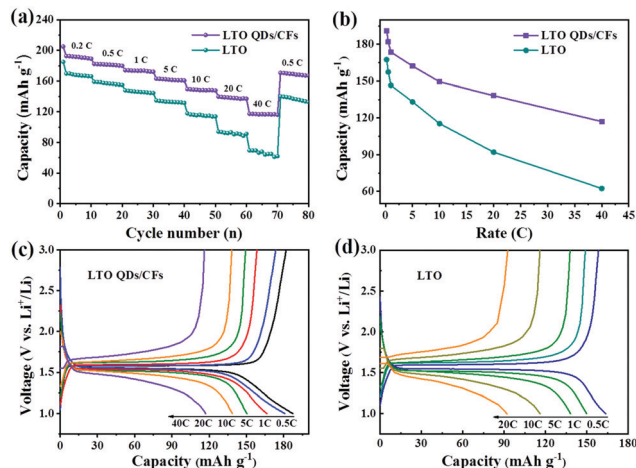 (a)
240
200
160
120
80
40
0
0.2 C
0.5 C
1 C
5 C
10 C
20 C
40 C
0.5 C
LTO QDs/CFs
LTO
0 10 20 30 40 50 60 70 80
Cycle number (n)
Capacity (mAh g⁻¹)
(b)
180
150
120
90
60
LTO QDs/CFs
LTO
0 5 10 15 20 25 30 35 40 45
Rate (C)
Capacity (mAh g⁻¹)
(c)
3.0
2.5
2.0
1.5
1.0
LTO QDs/CFs
40C 20C 10C 5C 1C 0.5C
0 30 60 90 120 150 180
Capacity (mAh g⁻¹)
Voltage (V vs. Li⁺/Li)
(d)
3.0
2.5
2.0
1.5
1.0
LTO
20C 10C 5C 1C 0.5C
0 30 60 90 120 150 180
Capacity (mAh g⁻¹)
Voltage (V vs. Li⁺/Li)